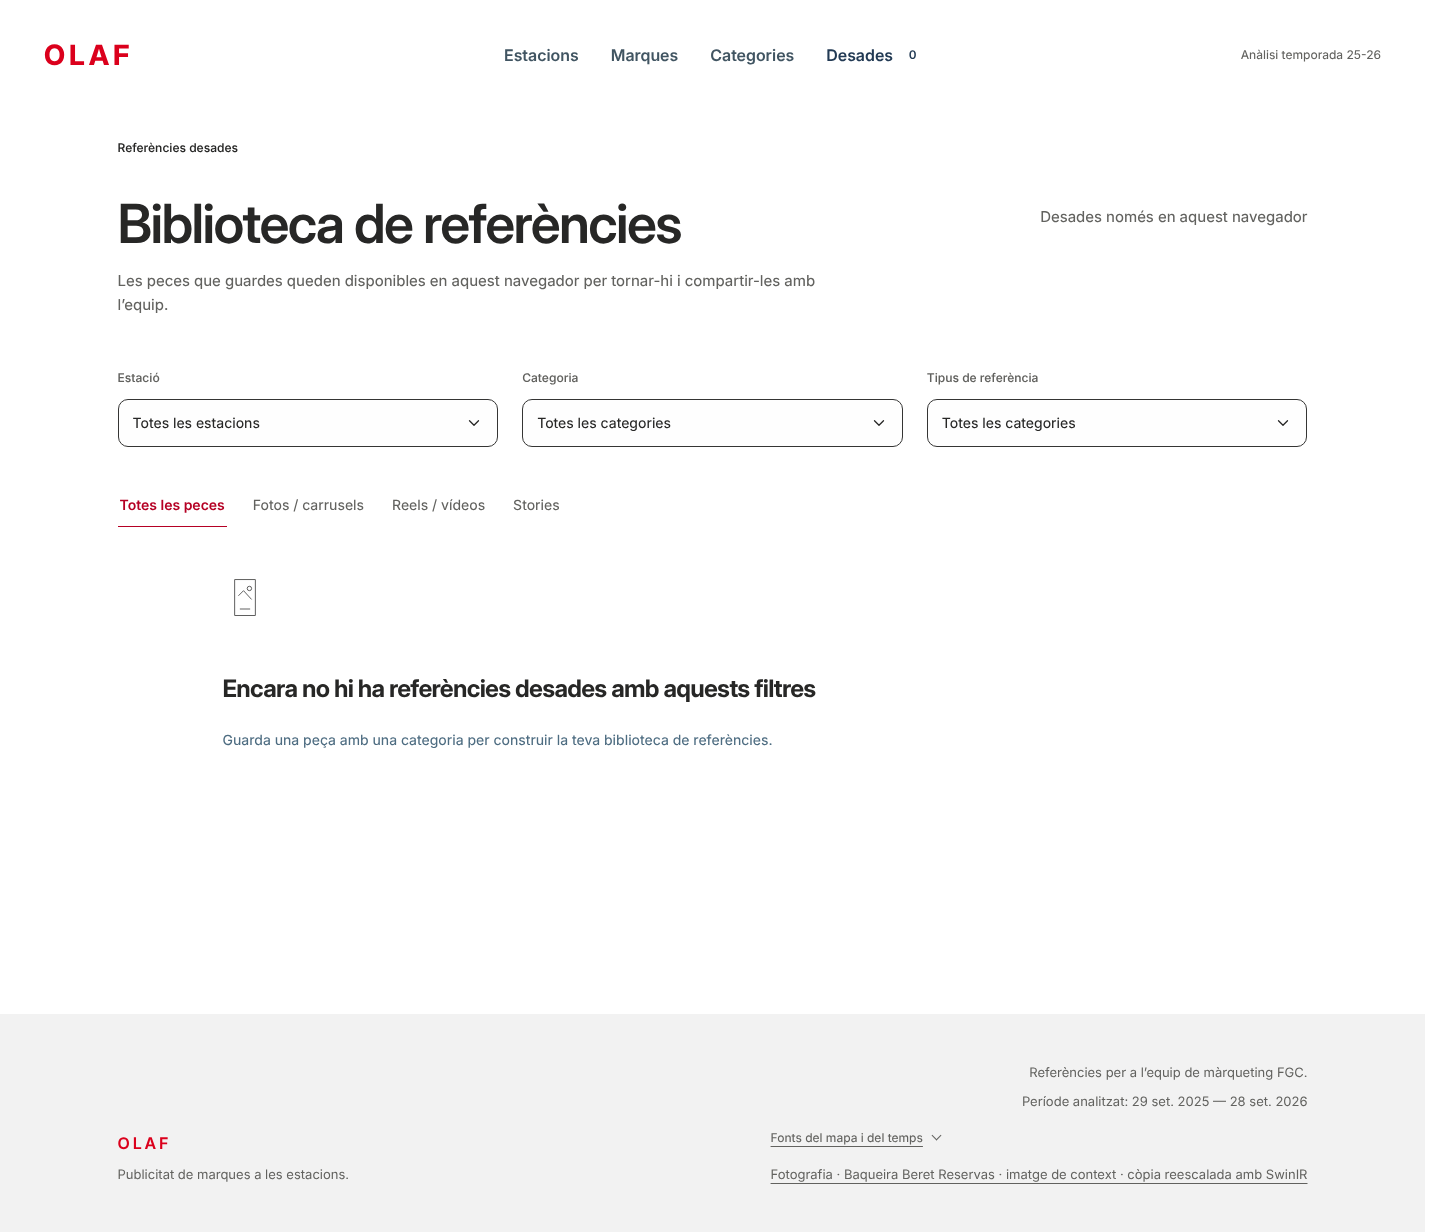 OLAF
Estacions
Marques
Categories
Desades 0
Anàlisi temporada 25-26
Referències desades
Biblioteca de referències
Desades només en aquest navegador
Les peces que guardes queden disponibles en aquest navegador per tornar-hi i compartir-les amb
l’equip.
Estació
Categoria
Tipus de referència
Totes les estacions
Totes les categories
Totes les categories
Totes les peces
Fotos / carrusels
Reels / vídeos
Stories
Encara no hi ha referències desades amb aquests filtres
Guarda una peça amb una categoria per construir la teva biblioteca de referències.
Referències per a l’equip de màrqueting FGC.
Període analitzat: 29 set. 2025 — 28 set. 2026
Fonts del mapa i del temps
OLAF
Publicitat de marques a les estacions.
Fotografia · Baqueira Beret Reservas · imatge de context · còpia reescalada amb SwinIR